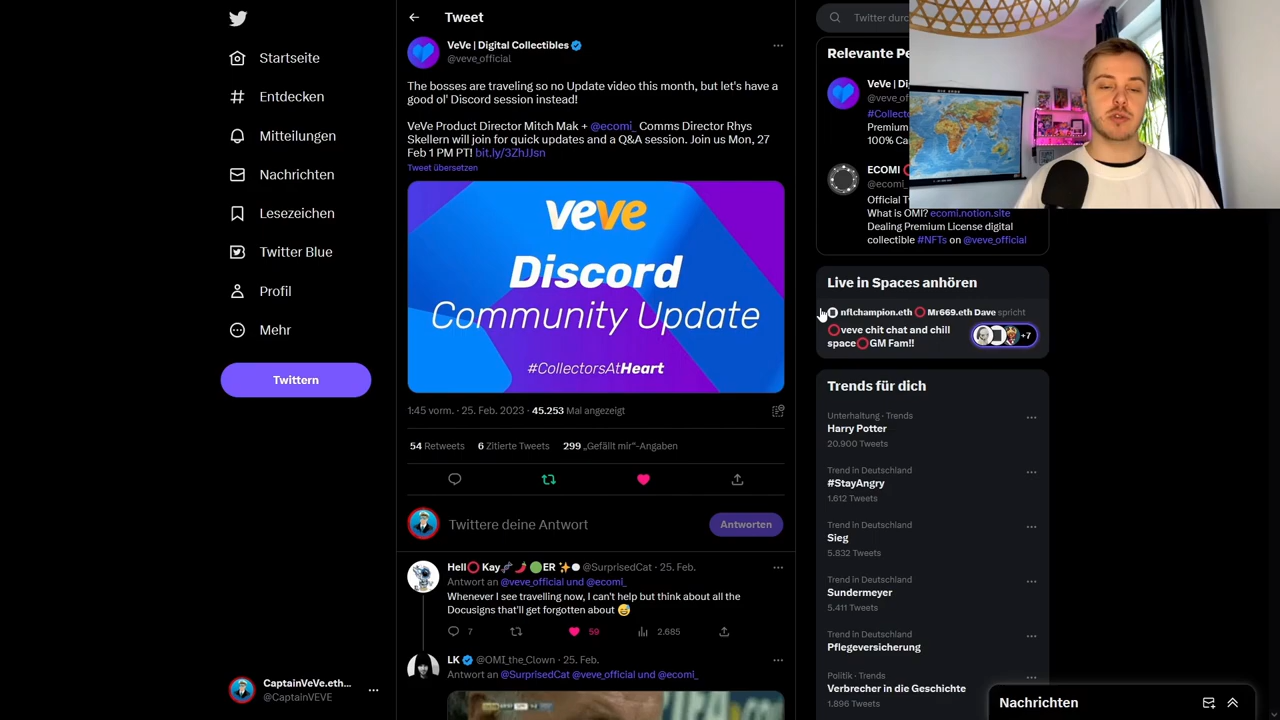 Startseite
Entdecken
Mitteilungen
Nachrichten
Lesezeichen
Twitter Blue
Profil
Mehr
Twittern
CaptainVeVe.eth...
@CaptainVEVE
Tweet
VeVe | Digital Collectibles
@veve_official
The bosses are traveling so no Update video this month, but let's have a
good ol' Discord session instead!
VeVe Product Director Mitch Mak + @ecomi_ Comms Director Rhys
Skellern will join for quick updates and a Q&A session. Join us Mon, 27
Feb 1 PM PT! bit.ly/3ZhJJsn
Tweet übersetzen
veve
Discord
Community Update
#CollectorsAtHeart
1:45 vorm. · 25. Feb. 2023 · 45.253 Mal angezeigt
54 Retweets 6 Zitierte Tweets 299 „Gefällt mir“-Angaben
Twittere deine Antwort
Antworten
Hell⭕ Kay🧬🌶️🟢ER ✨⚪ @SurprisedCat · 25. Feb.
Antwort an @veve_official und @ecomi_
Whenever I see travelling now, I can't help but think about all the
Docusigns that'll get forgotten about 😅
7 59 2.685
LK @OMI_the_Clown · 25. Feb.
Antwort an @SurprisedCat @veve_official und @ecomi_
Twitter durc
Relevante Pe
VeVe | Di
@veve_of
#Collecto
Premium
100% Ca
ECOMI
@ecomi_
Official T
What is OMI? ecomi.notion.site
Dealing Premium License digital
collectible #NFTs on @veve_official
Live in Spaces anhören
nflchampion.eth ⭕ Mr669.eth Dave spricht
⭕veve chit chat and chill
space⭕GM Fam!!
+7
Trends für dich
Unterhaltung · Trends
Harry Potter
20.900 Tweets
Trend in Deutschland
#StayAngry
1.612 Tweets
Trend in Deutschland
Sieg
5.832 Tweets
Trend in Deutschland
Sundermeyer
5.411 Tweets
Trend in Deutschland
Pflegeversicherung
Politik · Trends
Verbrecher in die Geschichte
1.896 Tweets
Nachrichten